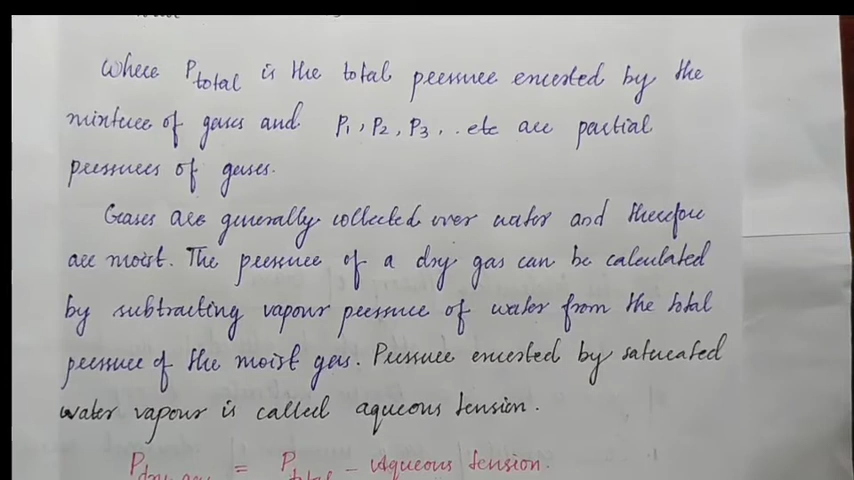 Where P total is the total pressure exerted by the
mixture of gases and P1, P2, P3, .. etc are partial
pressures of gases.
Gases are generally collected over water and therefore
are moist. The pressure of a dry gas can be calculated
by subtracting vapour pressure of water from the total
pressure of the moist gas. Pressure exerted by saturated
water vapour is called aqueous tension.
P dry gas = P total – Aqueous tension.